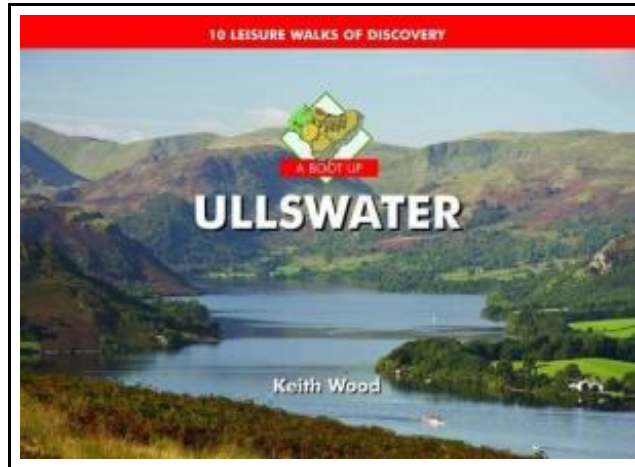 10 LEISURE WALKS OF DISCOVERY
A BOOT UP
ULLSWATER
Keith Wood